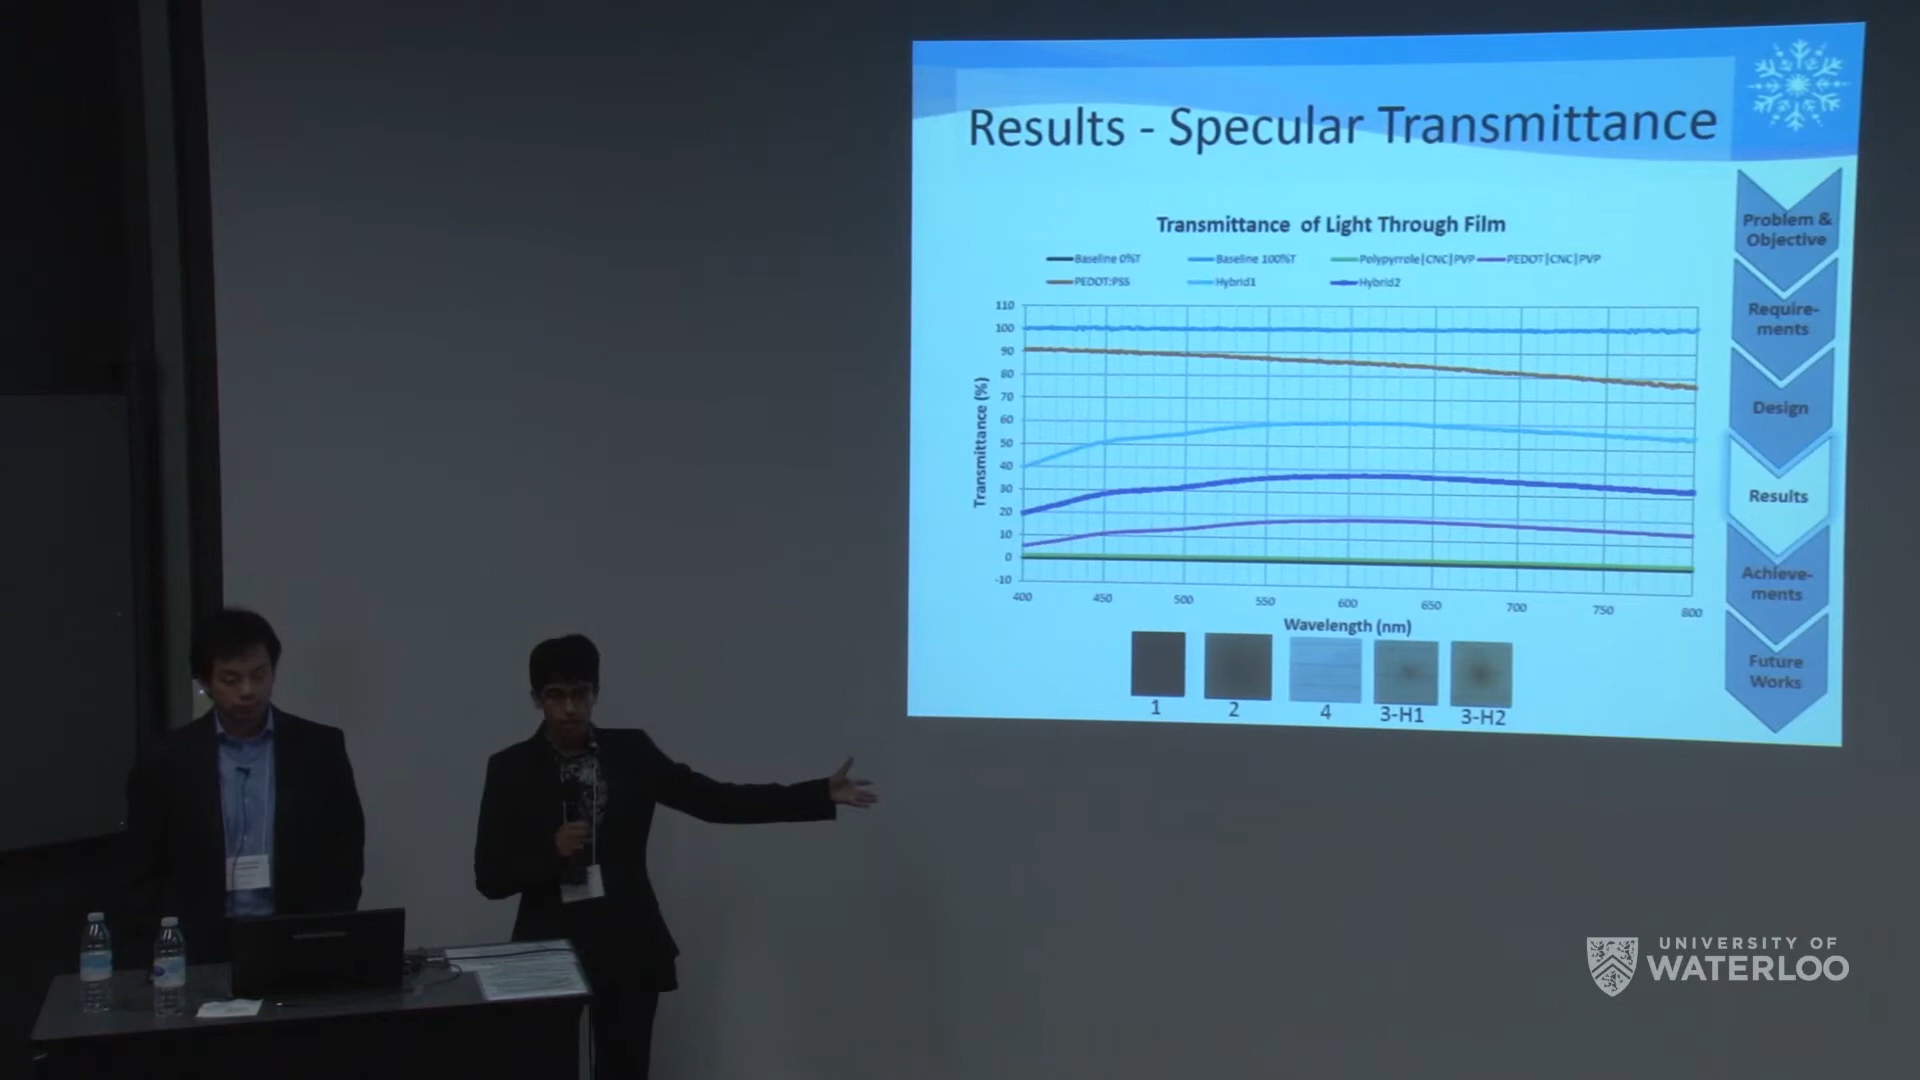 Results - Specular Transmittance
Transmittance of Light Through Film
Baseline 0%T
Baseline 100%T
Polypyrrole|CNC|PVP
PEDOT|CNC|PVP
PEDOT:PSS
Hybrid1
Hybrid2
Transmittance (%)
110
100
90
80
70
60
50
40
30
20
10
0
-10
400 450 500 550 600 650 700 750 800
Wavelength (nm)
1 2 4 3-H1 3-H2
Problem &
Objective
Require-
ments
Design
Results
Achieve-
ments
Future
Works
UNIVERSITY OF
WATERLOO